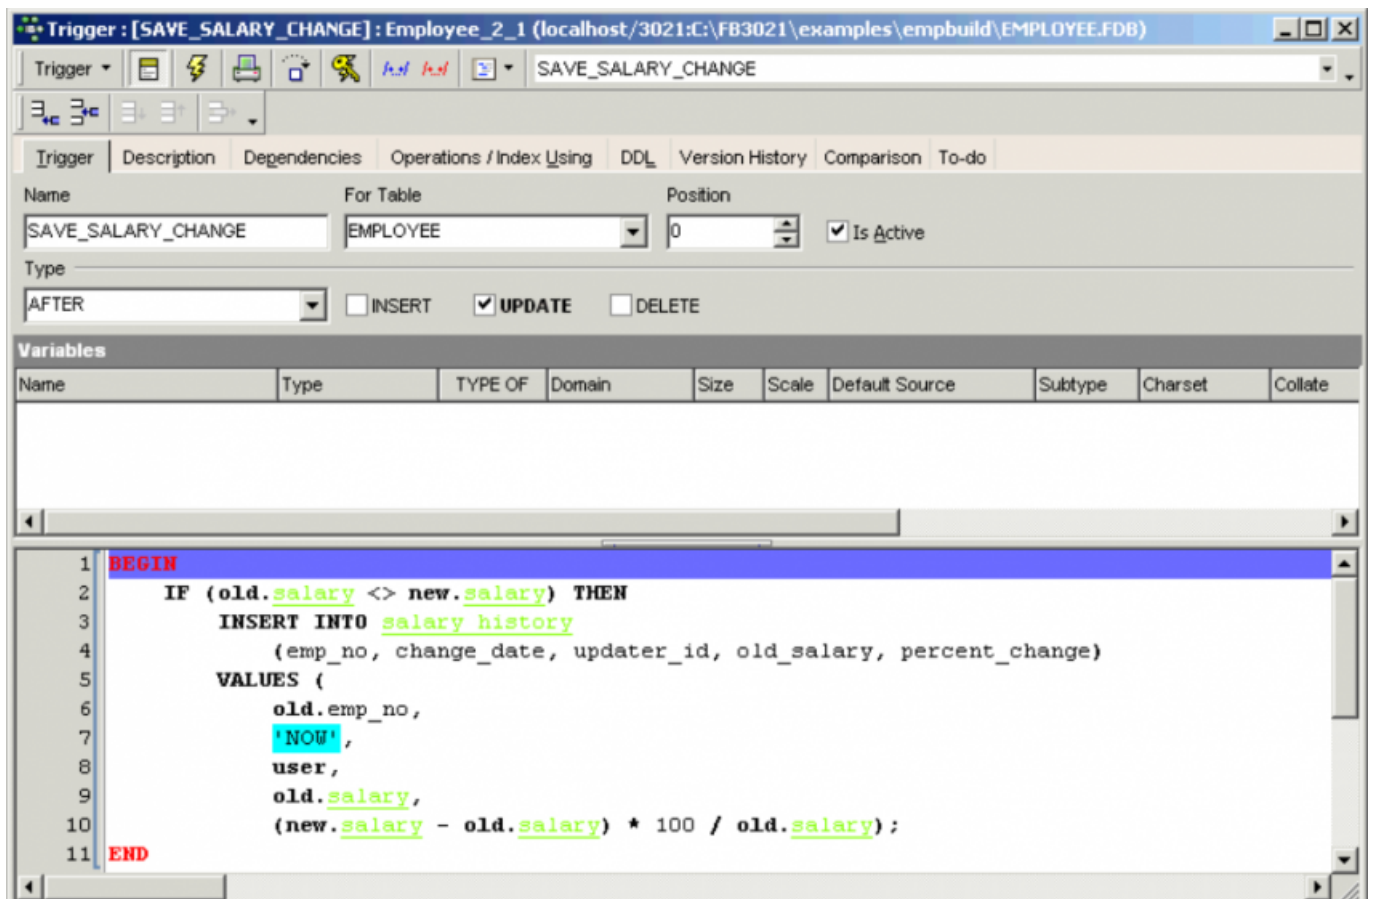 Trigger : [SAVE_SALARY_CHANGE] : Employee_2_1 (localhost/3021:C:\FB3021\examples\empbuild\EMPLOYEE.FDB)
Trigger SAVE_SALARY_CHANGE
Trigger Description Dependencies Operations / Index Using DDL Version History Comparison To-do
Name For Table Position
SAVE_SALARY_CHANGE EMPLOYEE 0 Is Active
Type
AFTER INSERT UPDATE DELETE
Variables
Name Type TYPE OF Domain Size Scale Default Source Subtype Charset Collate
1 BEGIN
2 IF (old.salary <> new.salary) THEN
3 INSERT INTO salary_history
4 (emp_no, change_date, updater_id, old_salary, percent_change)
5 VALUES (
6 old.emp_no,
7 'NOW',
8 user,
9 old.salary,
10 (new.salary - old.salary) * 100 / old.salary);
11 END